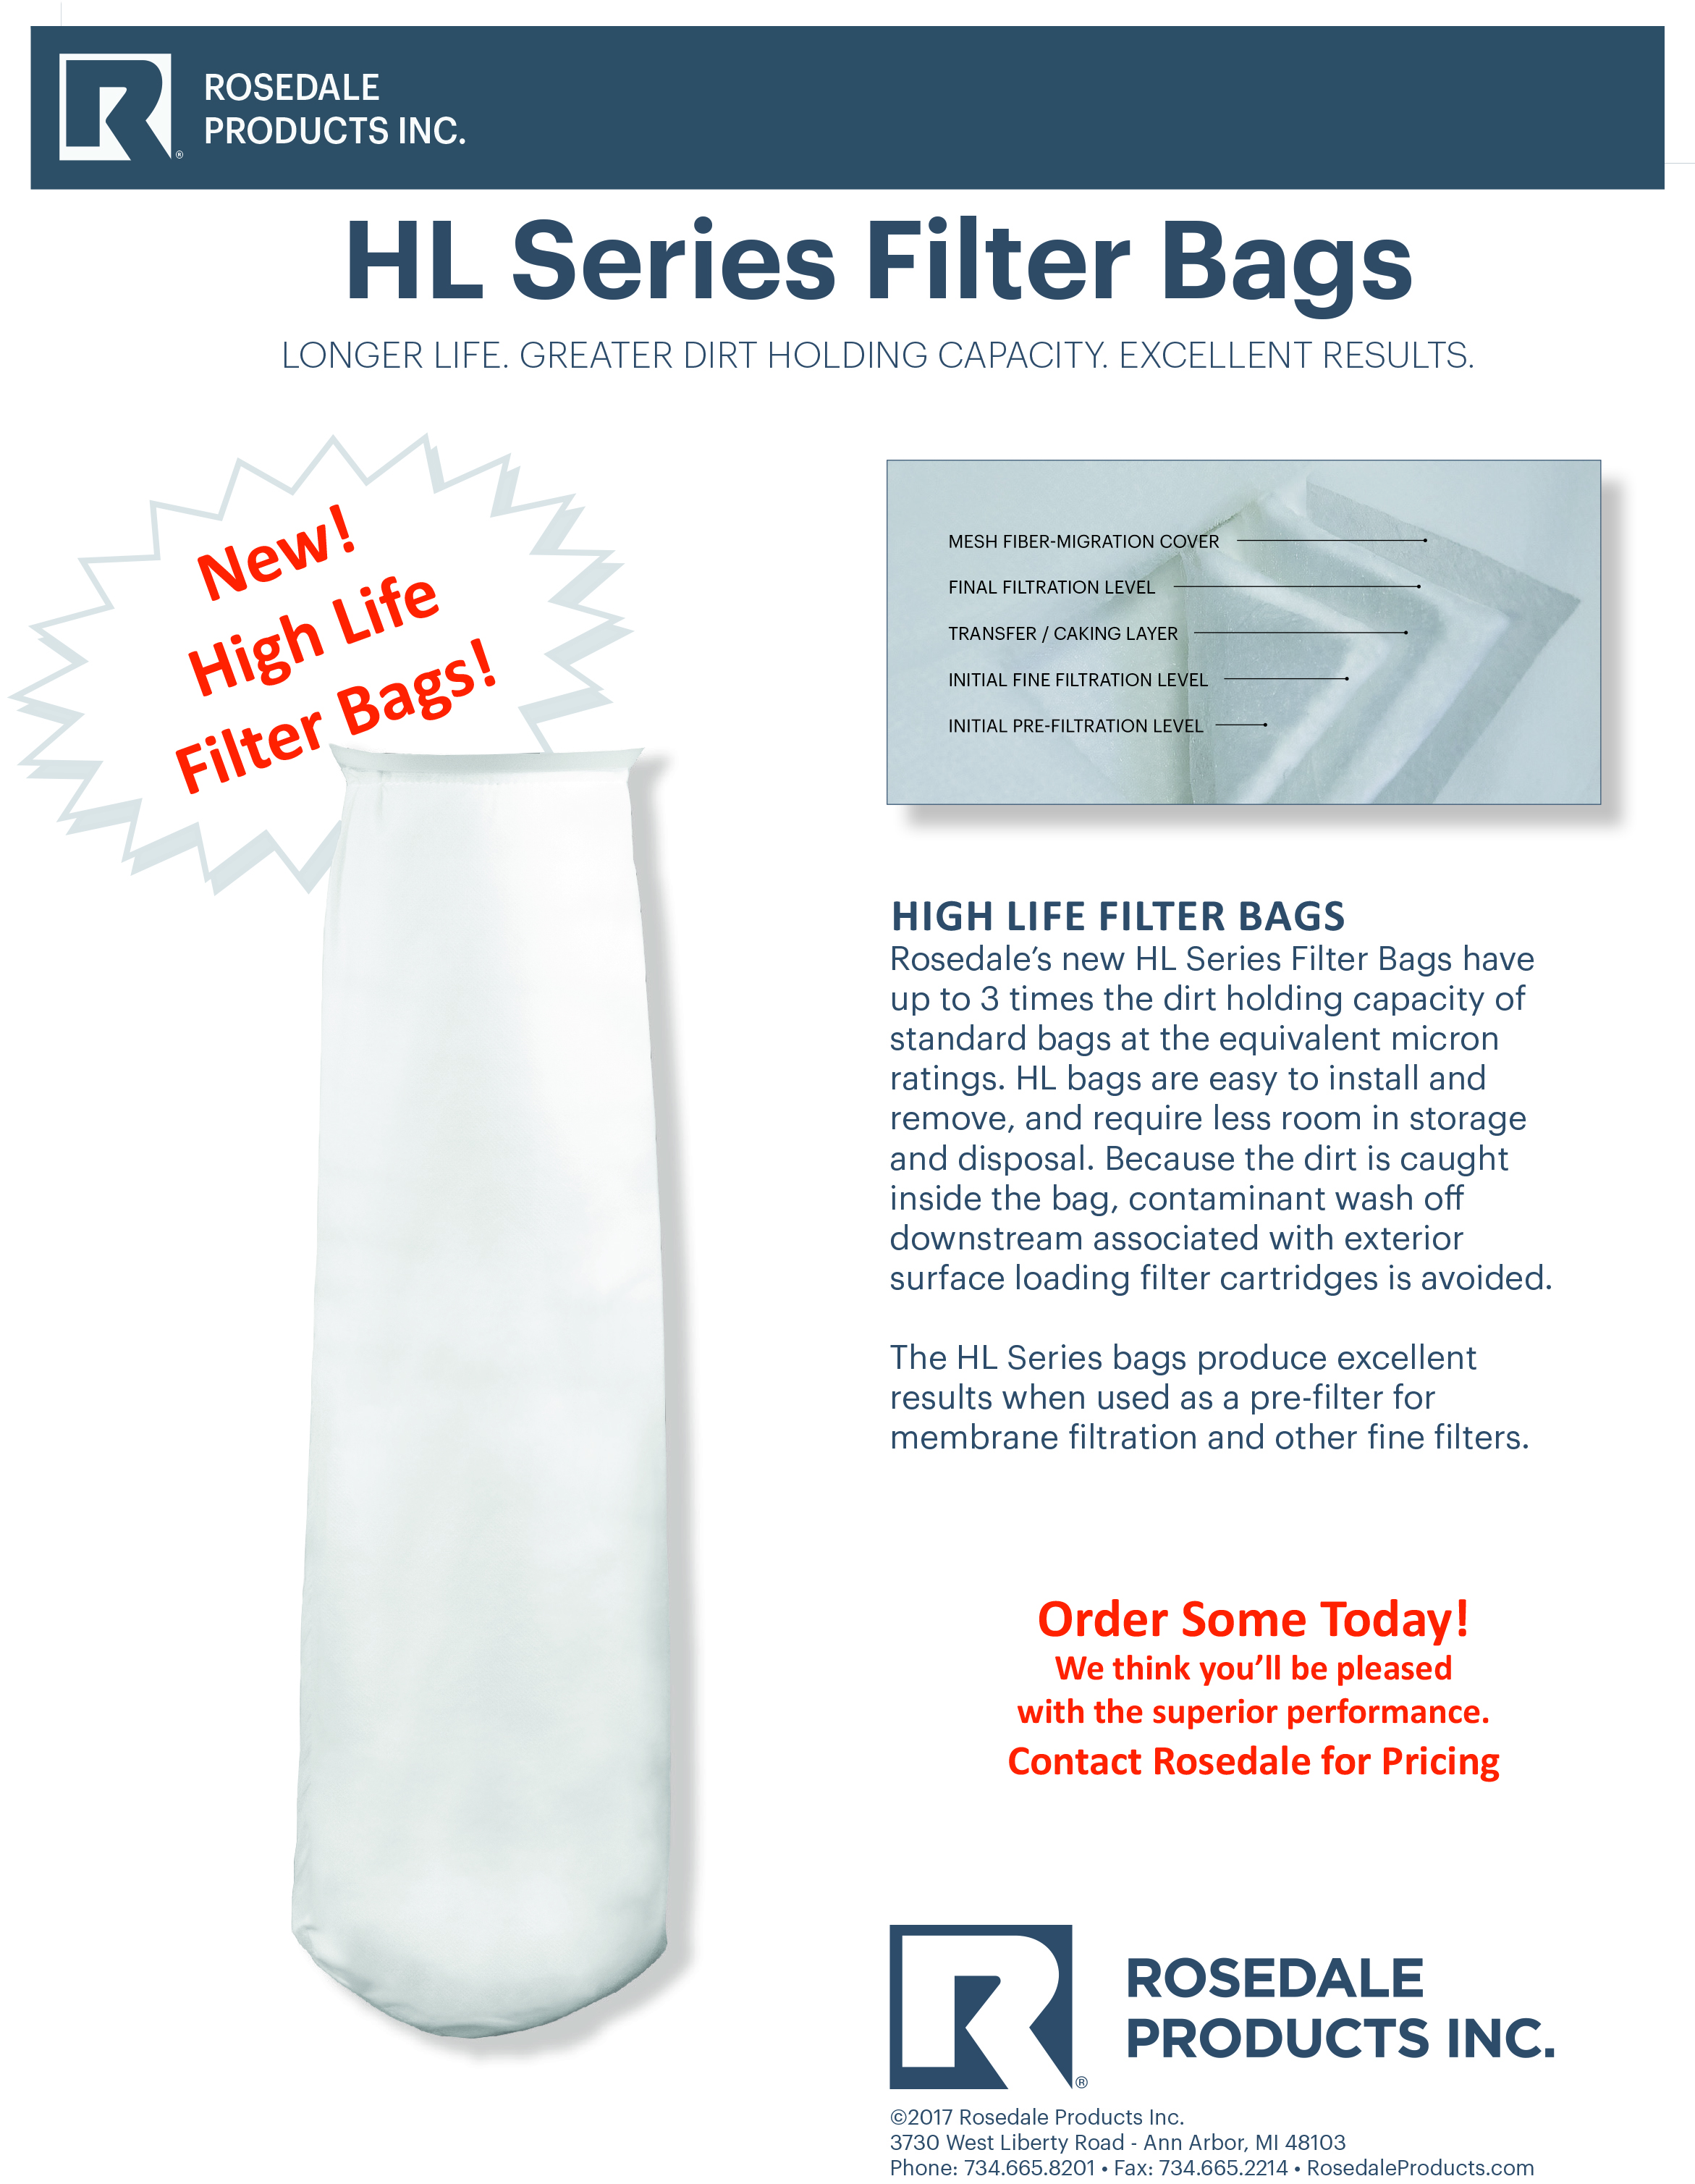 ROSEDALE
PRODUCTS INC.
®
HL Series Filter Bags
LONGER LIFE. GREATER DIRT HOLDING CAPACITY. EXCELLENT RESULTS.
New!
High Life
Filter Bags!
MESH FIBER-MIGRATION COVER
FINAL FILTRATION LEVEL
TRANSFER / CAKING LAYER
INITIAL FINE FILTRATION LEVEL
INITIAL PRE-FILTRATION LEVEL
HIGH LIFE FILTER BAGS
Rosedale’s new HL Series Filter Bags have
up to 3 times the dirt holding capacity of
standard bags at the equivalent micron
ratings. HL bags are easy to install and
remove, and require less room in storage
and disposal. Because the dirt is caught
inside the bag, contaminant wash off
downstream associated with exterior
surface loading filter cartridges is avoided.
The HL Series bags produce excellent
results when used as a pre-filter for
membrane filtration and other fine filters.
Order Some Today!
We think you’ll be pleased
with the superior performance.
Contact Rosedale for Pricing
ROSEDALE
PRODUCTS INC.
®
©2017 Rosedale Products Inc.
3730 West Liberty Road - Ann Arbor, MI 48103
Phone: 734.665.8201 • Fax: 734.665.2214 • RosedaleProducts.com